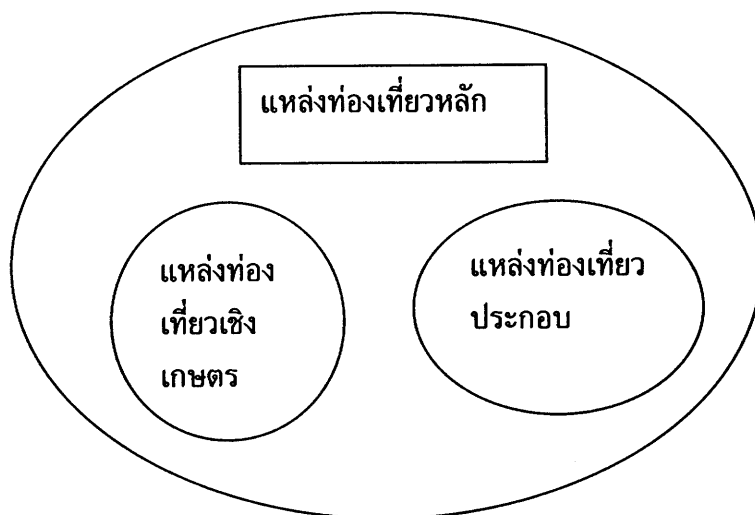 แหล่งท่องเที่ยวหลัก
แหล่งท่อง
เที่ยวเชิง
เกษตร
แหล่งท่องเที่ยว
ประกอบ